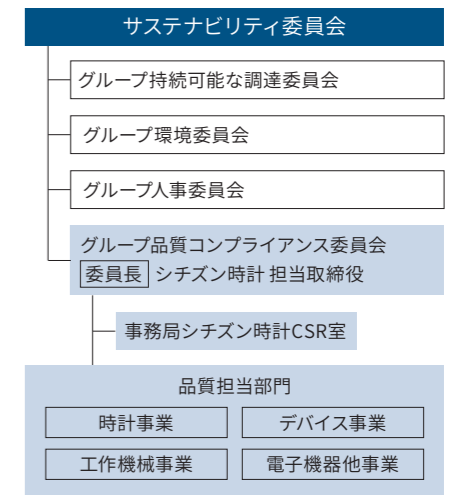 サステナビリティ委員会
グループ持続可能な調達委員会
グループ環境委員会
グループ人事委員会
グループ品質コンプライアンス委員会
委員長 シチズン時計 担当取締役
事務局シチズン時計CSR室
品質担当部門
時計事業
デバイス事業
工作機械事業
電子機器他事業